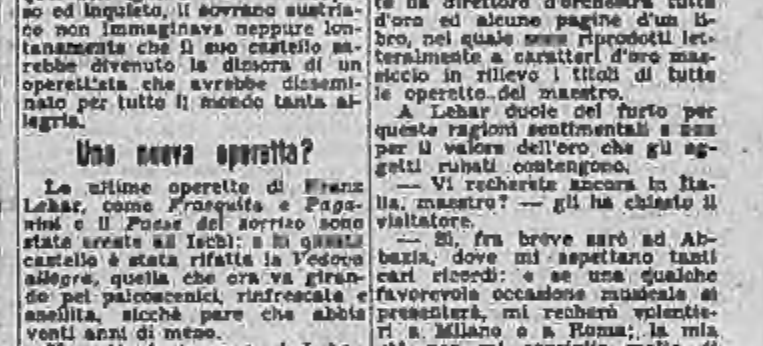 so ed inquieto, il sovrano austria-
co non immaginava neppure lon-
tanamente che il suo castello sa-
rebbe divenuto la dimora di un
operettista che avrebbe dissemi-
nato per tutto il mondo tanta al-
legria.
Una nuova operetta?
Le ultime operette di Franz
Lehar, come Frasquita e Paga-
nini e il Paese del sorriso sono
state create ad Ischl; e in questo
castello è stata rifatta la Vedova
allegra, quella che ora va giran-
do pei palcoscenici, rinfrescata e
snellita, sicchè pare che abbia
venti anni di meno.
d'oro ed alcune pagine d'un li-
bro, nel quale sono riprodotti let-
teralmente a caratteri d'oro mas-
siccio in rilievo i titoli di tutte
le operette del maestro.
A Lehar duole del furto per
queste ragioni sentimentali e non
per il valore dell'oro che gli og-
getti rubati contengono.
— Vi recherete ancora in Ita-
lia, maestro? — gli ha chiesto il
visitatore.
— Sì, fra breve sarò ad Ab-
bazia, dove mi aspettano tanti
cari ricordi: e se una qualche
favorevole occasione musicale si
presenterà, mi recherò volentie-
ri a Milano o a Roma; la mia